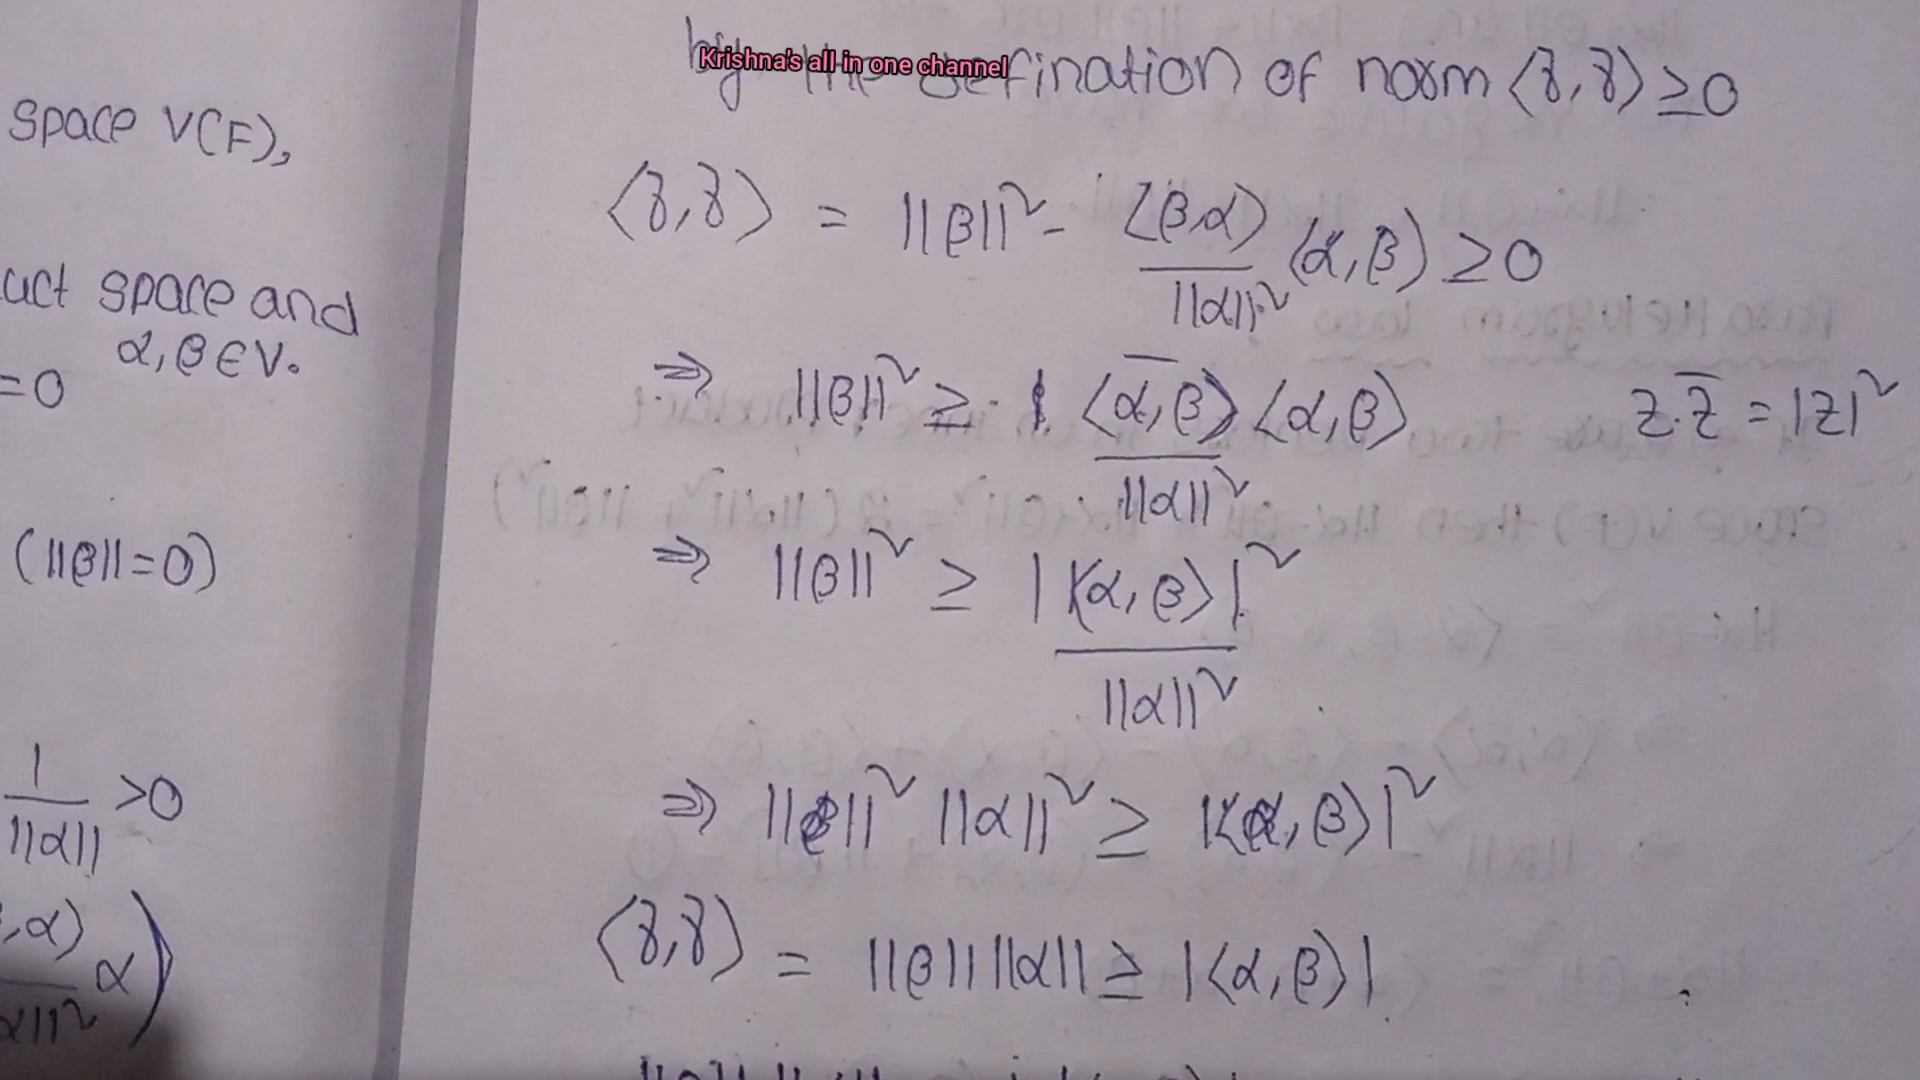 space V(F),
uct space and
α, β ∈ V.
= 0
(||β|| = 0)
1/||α|| > 0
,α)
α)
Krishna's all in one channel
by the defination of norm ⟨γ,γ⟩ ≥ 0
⟨γ,γ⟩ = ||β||² - ⟨β,α⟩/||α||² ⟨α,β⟩ ≥ 0
⇒ ||β||² ≥ \overline{⟨α,β⟩}⟨α,β⟩/||α||² z.z̄ = |z|²
⇒ ||β||² ≥ |⟨α,β⟩|²/||α||²
⇒ ||β||² ||α||² ≥ |⟨α,β⟩|²
⟨γ,γ⟩ = ||β|| ||α|| ≥ |⟨α,β⟩|